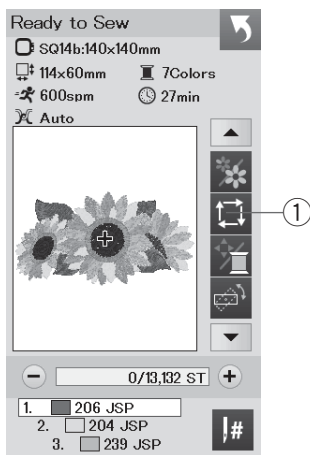 Ready to Sew
SQ14b:140x140mm
114x60mm 7Colors
600spm 27min
Auto
1
0/13,132 ST
1. 206 JSP
2. 204 JSP
3. 239 JSP
#